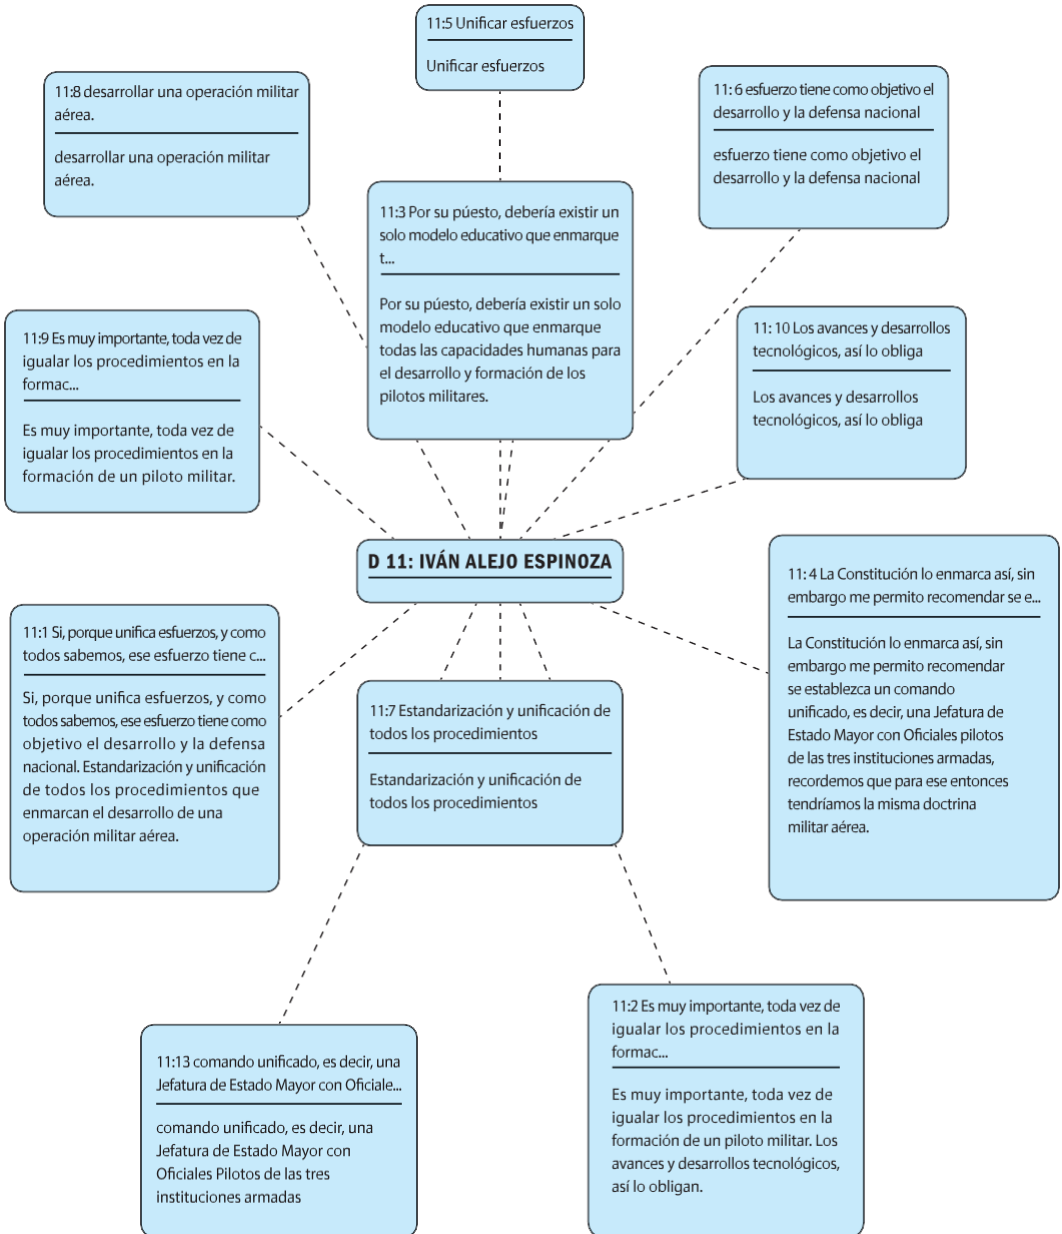 11:5 Unificar esfuerzos
Unificar esfuerzos
11:8 desarrollar una operación militar
aérea.
desarrollar una operación militar
aérea.
11: 6 esfuerzo tiene como objetivo el
desarrollo y la defensa nacional
esfuerzo tiene como objetivo el
desarrollo y la defensa nacional
11:3 Por su púesto, debería existir un
solo modelo educativo que enmarque
t...
Por su púesto, debería existir un solo
modelo educativo que enmarque
todas las capacidades humanas para
el desarrollo y formación de los
pilotos militares.
11:9 Es muy importante, toda vez de
igualar los procedimientos en la
formac...
Es muy importante, toda vez de
igualar los procedimientos en la
formación de un piloto militar.
11: 10 Los avances y desarrollos
tecnológicos, así lo obliga
Los avances y desarrollos
tecnológicos, así lo obliga
D 11: IVÁN ALEJO ESPINOZA
11: 4 La Constitución lo enmarca así, sin
embargo me permito recomendar se e...
La Constitución lo enmarca así, sin
embargo me permito recomendar
se establezca un comando
unificado, es decir, una Jefatura de
Estado Mayor con Oficiales pilotos
de las tres instituciones armadas,
recordemos que para ese entonces
tendríamos la misma doctrina
militar aérea.
11:1 Si, porque unifica esfuerzos, y como
todos sabemos, ese esfuerzo tiene c...
Si, porque unifica esfuerzos, y como
todos sabemos, ese esfuerzo tiene como
objetivo el desarrollo y la defensa
nacional. Estandarización y unificación
de todos los procedimientos que
enmarcan el desarrollo de una
operación militar aérea.
11:7 Estandarización y unificación de
todos los procedimientos
Estandarización y unificación de
todos los procedimientos
11:13 comando unificado, es decir, una
Jefatura de Estado Mayor con Oficiale...
comando unificado, es decir, una
Jefatura de Estado Mayor con
Oficiales Pilotos de las tres
instituciones armadas
11:2 Es muy importante, toda vez de
igualar los procedimientos en la
formac...
Es muy importante, toda vez de
igualar los procedimientos en la
formación de un piloto militar. Los
avances y desarrollos tecnológicos,
así lo obligan.